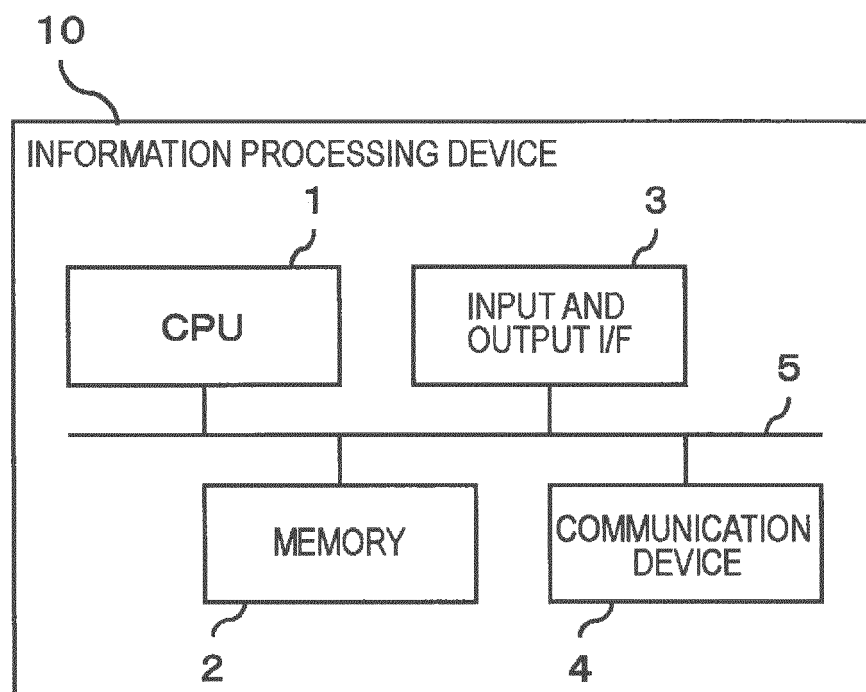 10
INFORMATION PROCESSING DEVICE
1
3
CPU
INPUT AND
OUTPUT I/F
5
MEMORY
COMMUNICATION
DEVICE
2
4